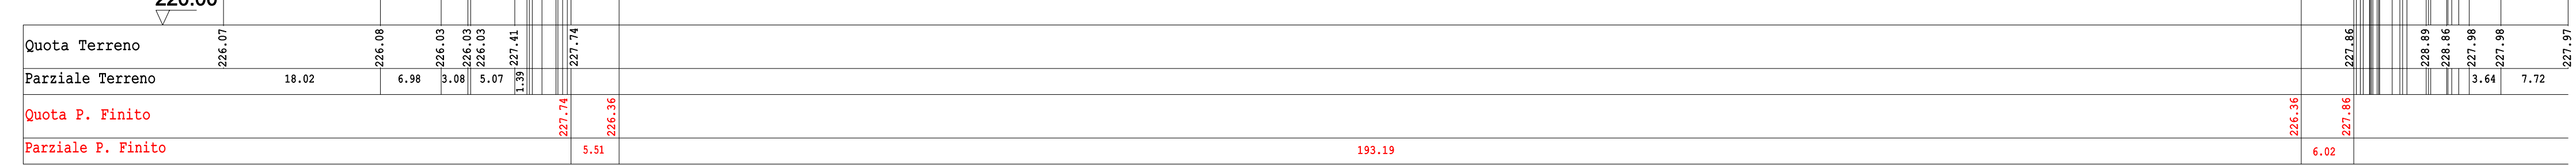 220.00
Quota Terreno 226.07 226.08 226.03 226.03 226.03 227.41 227.74 227.86 228.89 228.86 227.98 227.98 227.97
Parziale Terreno 18.02 6.98 3.08 5.07 1.39 3.64 7.72
Quota P. Finito 227.74 226.36 226.36 227.86
Parziale P. Finito 5.51 193.19 6.02